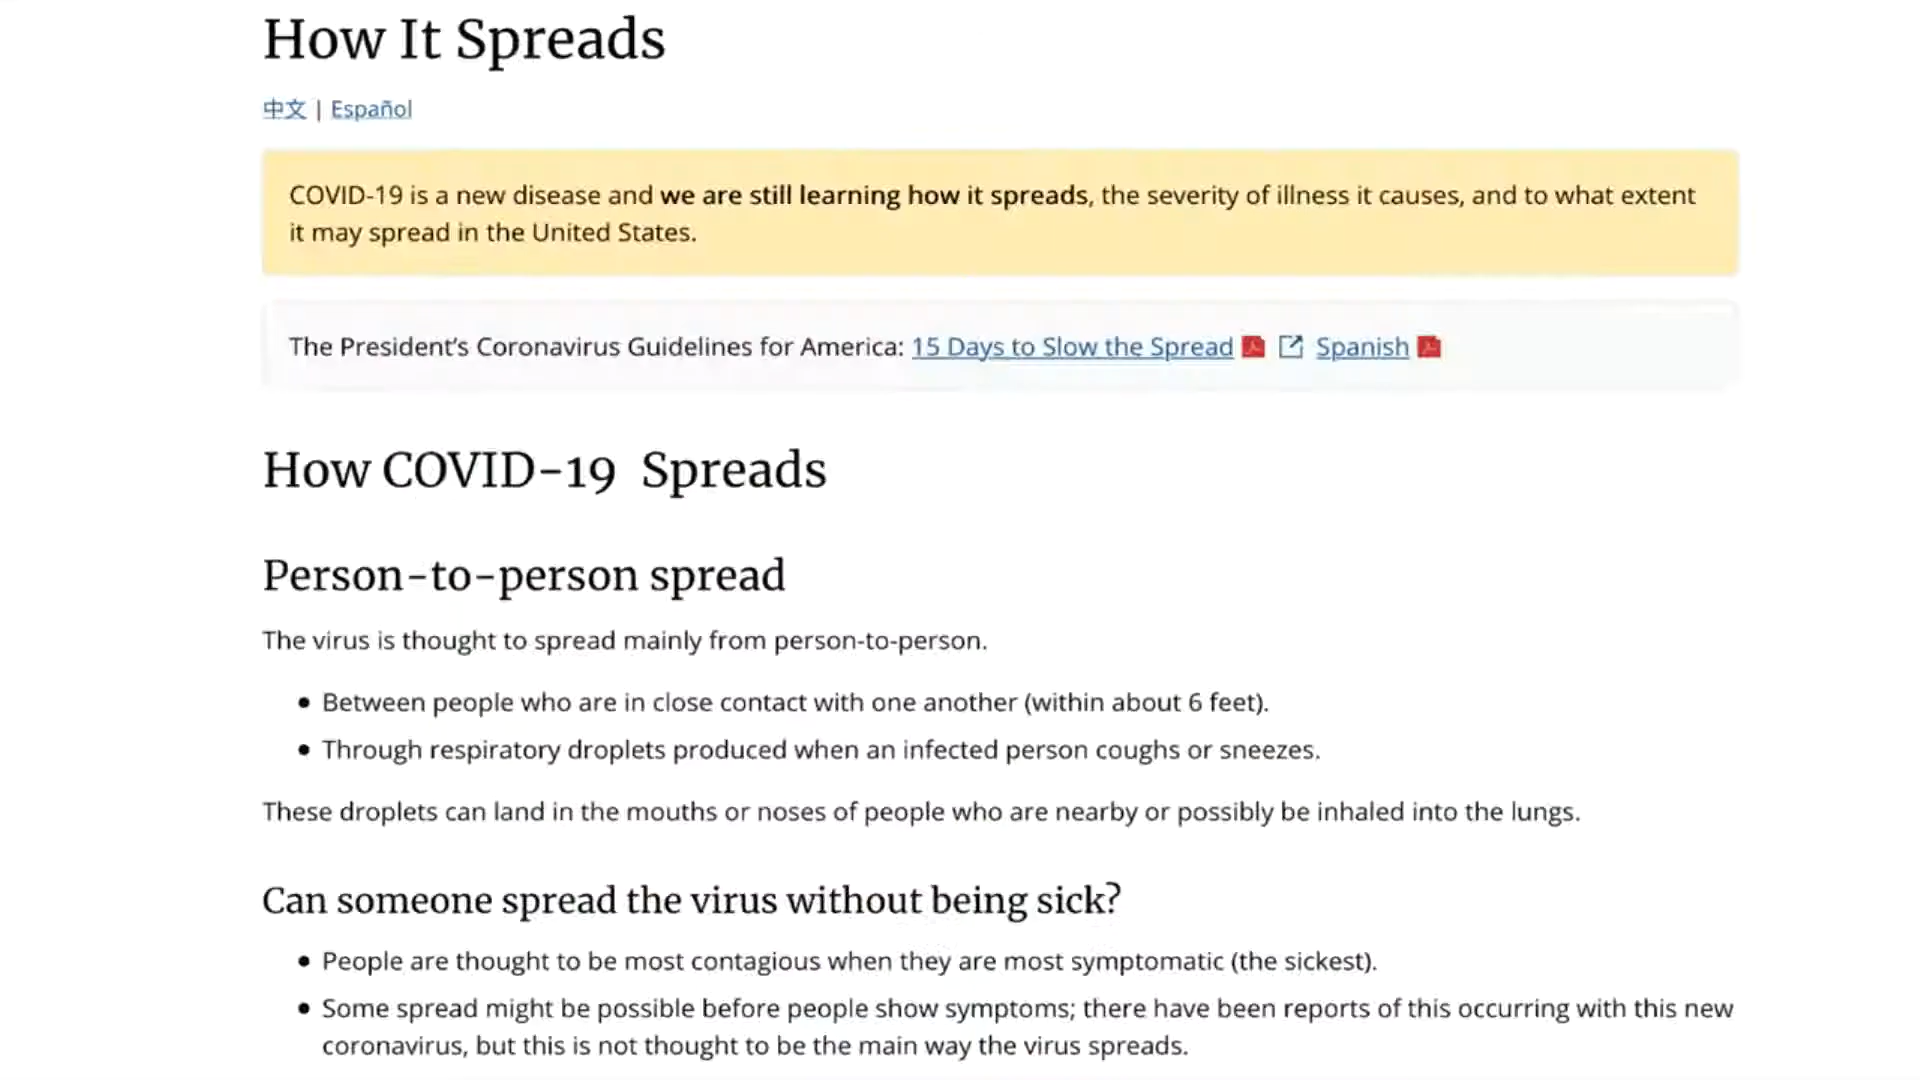 How It Spreads
中文 | Español
COVID-19 is a new disease and we are still learning how it spreads, the severity of illness it causes, and to what extent
it may spread in the United States.
The President’s Coronavirus Guidelines for America: 15 Days to Slow the Spread Spanish
How COVID-19 Spreads
Person-to-person spread
The virus is thought to spread mainly from person-to-person.
• Between people who are in close contact with one another (within about 6 feet).
• Through respiratory droplets produced when an infected person coughs or sneezes.
These droplets can land in the mouths or noses of people who are nearby or possibly be inhaled into the lungs.
Can someone spread the virus without being sick?
• People are thought to be most contagious when they are most symptomatic (the sickest).
• Some spread might be possible before people show symptoms; there have been reports of this occurring with this new
coronavirus, but this is not thought to be the main way the virus spreads.